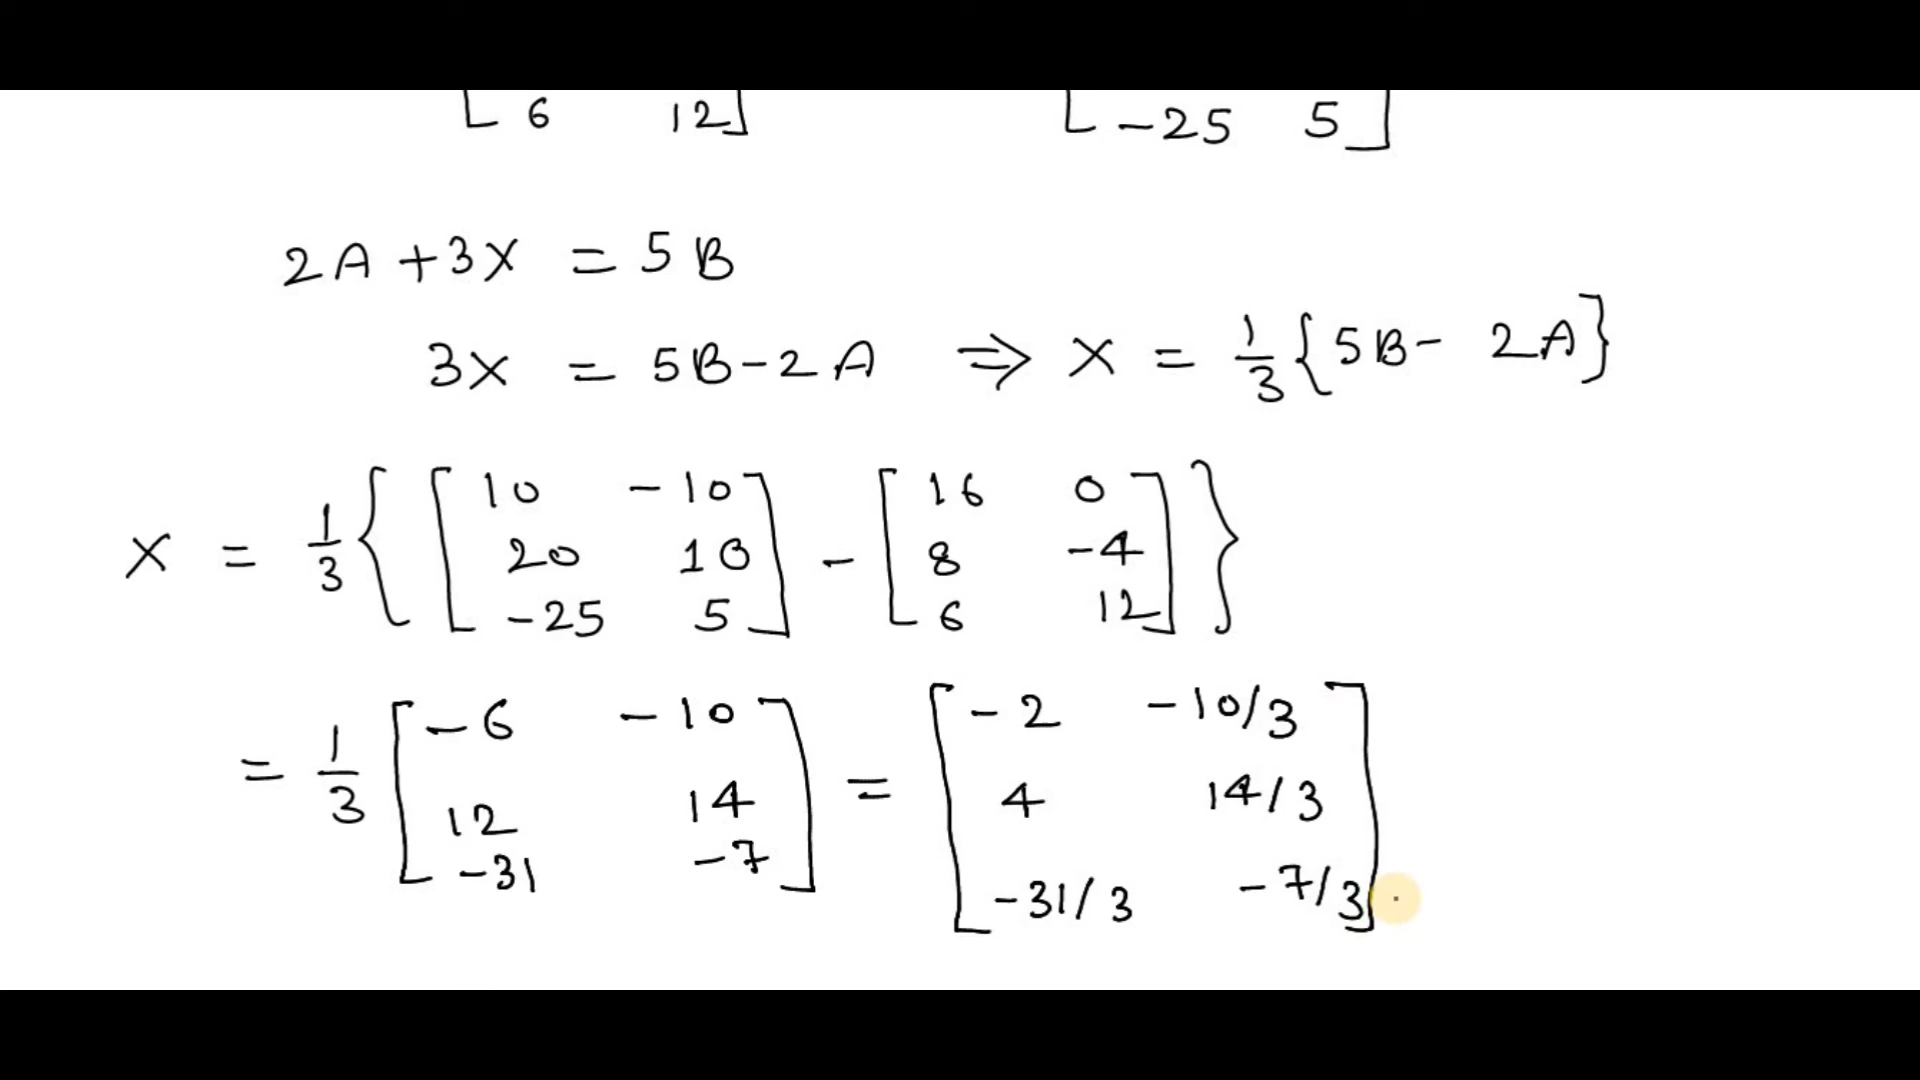 [ 6 12 ] [ -25 5 ]
2A + 3X = 5B
3X = 5B - 2A ⇒ X = 1/3 {5B - 2A}
X = 1/3 { [ 10 -10
20 10
-25 5 ] - [ 16 0
8 -4
6 12 ] }
= 1/3 [ -6 -10
12 14
-31 -7 ] = [ -2 -10/3
4 14/3
-31/3 -7/3 ]